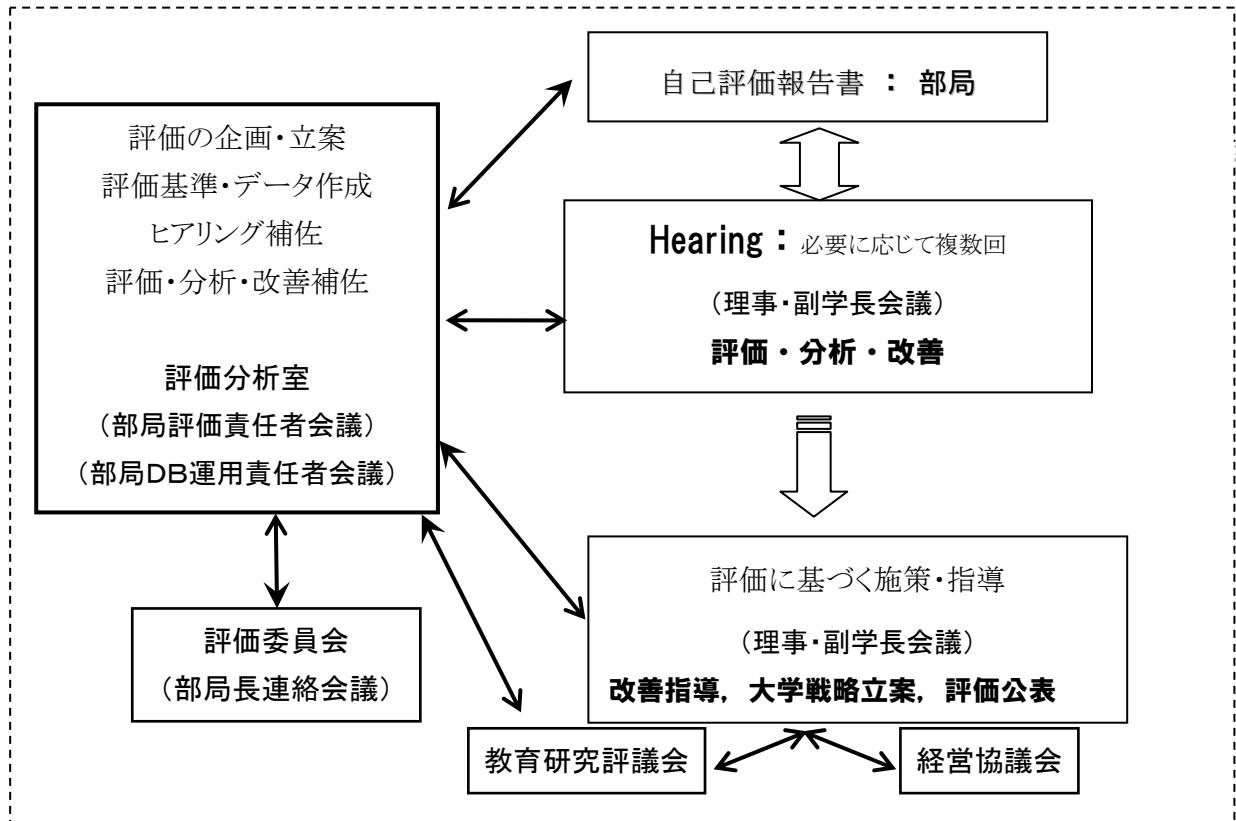 自己評価報告書 : 部局
評価の企画・立案
評価基準・データ作成
ヒアリング補佐
評価・分析・改善補佐
評価分析室
(部局評価責任者会議)
(部局DB運用責任者会議)
Hearing : 必要に応じて複数回
(理事・副学長会議)
評価・分析・改善
評価に基づく施策・指導
(理事・副学長会議)
改善指導, 大学戦略立案, 評価公表
評価委員会
(部局長連絡会議)
教育研究評議会
経営協議会